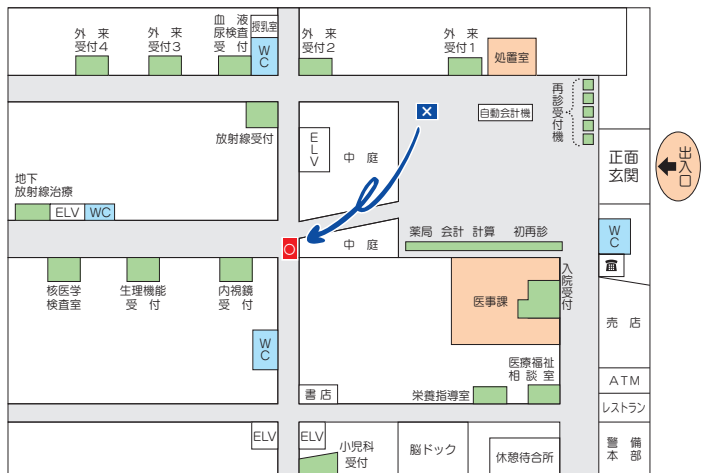 外 来
受付4
外 来
受付3
血 液
尿検査
受 付
授乳室
WC
外 来
受付2
外 来
受付1
処置室
再診受付機
自動会計機
×
放射線受付
ELV
中 庭
正面
玄関
出入口
地下
放射線治療
ELV
WC
○
中 庭
薬局 会計 計算 初再診
WC
核医学
検査室
生理機能
受 付
内視鏡
受 付
医事課
入院受付
売 店
WC
医療福祉
相 談 室
ATM
書店
栄養指導室
レストラン
ELV
ELV
小児科
受付
脳ドック
休憩待合所
警 備
本 部